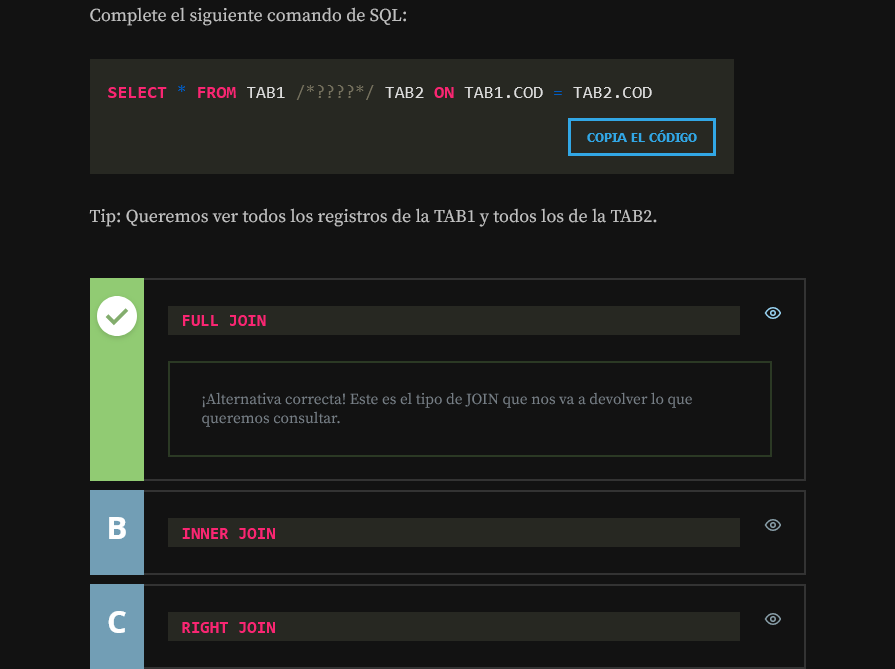 Complete el siguiente comando de SQL:
SELECT * FROM TAB1 /*????*/ TAB2 ON TAB1.COD = TAB2.COD
COPIA EL CÓDIGO
Tip: Queremos ver todos los registros de la TAB1 y todos los de la TAB2.
FULL JOIN
¡Alternativa correcta! Este es el tipo de JOIN que nos va a devolver lo que
queremos consultar.
B
INNER JOIN
C
RIGHT JOIN